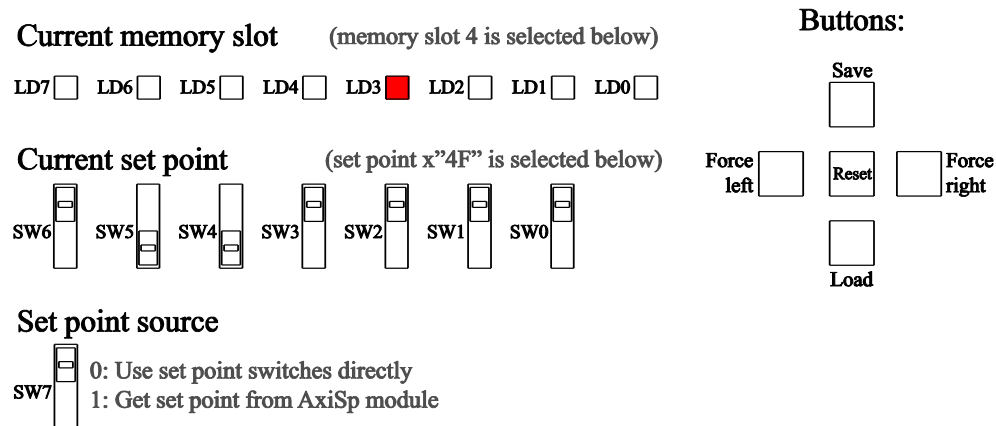 Current memory slot (memory slot 4 is selected below)
LD7 LD6 LD5 LD4 LD3 LD2 LD1 LD0
Current set point (set point x”4F” is selected below)
SW6 SW5 SW4 SW3 SW2 SW1 SW0
Set point source
SW7
0: Use set point switches directly
1: Get set point from AxiSp module
Buttons:
Save
Force left
Reset
Force right
Load